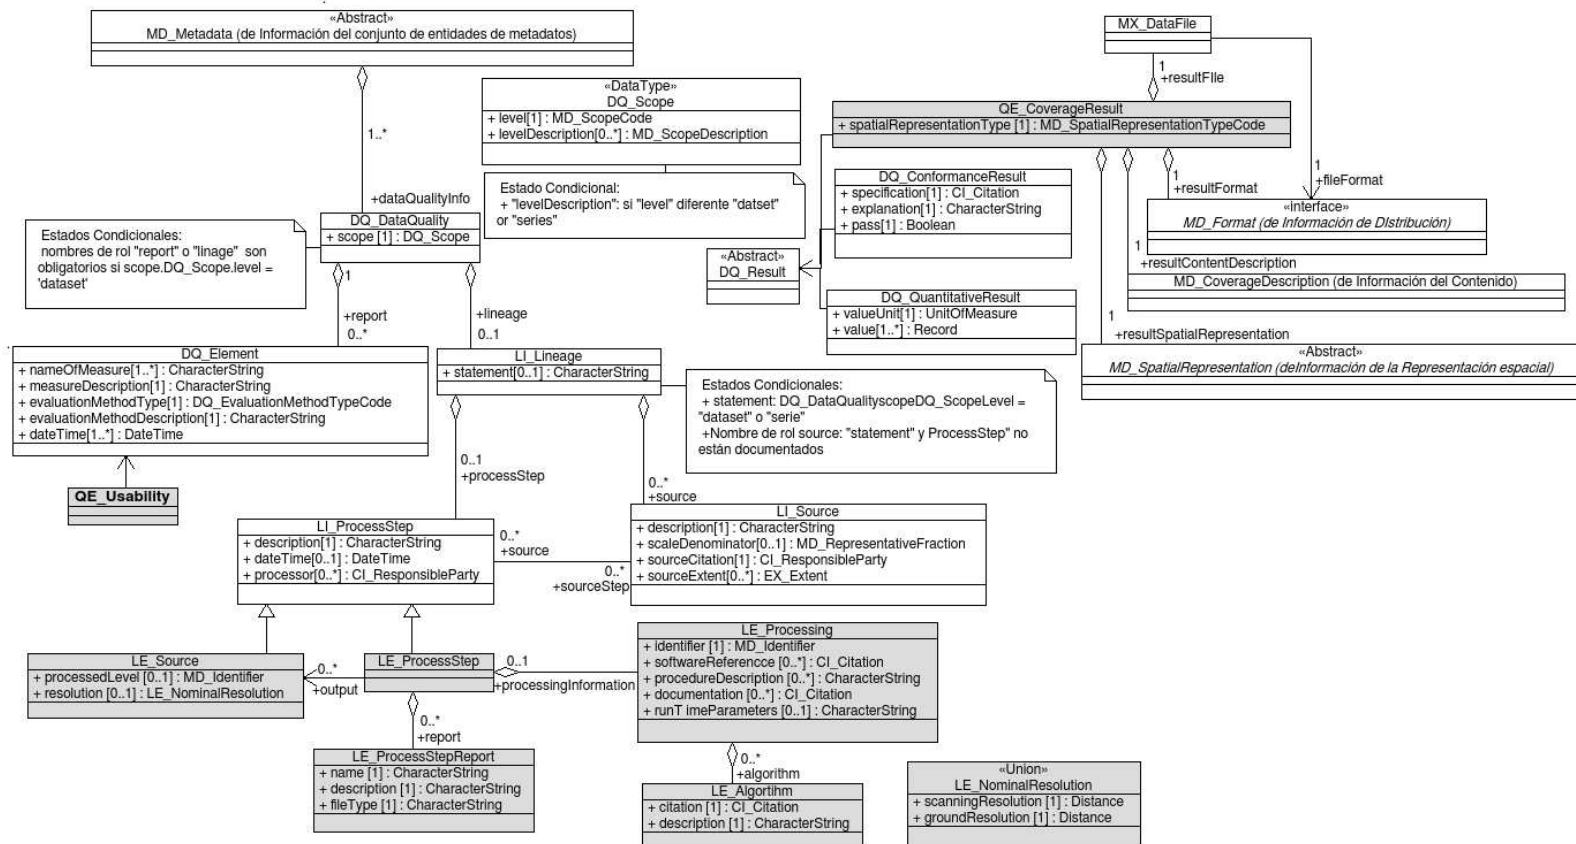 «Abstract»
MD_Metadata (de Información del conjunto de entidades de metadatos)
1..*
+dataQualityInfo
«DataType»
DQ_Scope
+ level[1] : MD_ScopeCode
+ levelDescription[0..*] : MD_ScopeDescription
Estado Condicional:
+ "levelDescription": si "level" diferente "datset"
or "series"
MX_DataFile
1
+resultFIle
QE_CoverageResult
+ spatialRepresentationType [1] : MD_SpatialRepresentationTypeCode
1
+fileFormat
1
+resultFormat
«interface»
MD_Format (de Información de DIstribución)
1
+resultContentDescription
MD_CoverageDescription (de Información del Contenido)
1
+resultSpatialRepresentation
«Abstract»
MD_SpatialRepresentation (deInformación de la Representación espacial)
DQ_ConformanceResult
+ specification[1] : CI_Citation
+ explanation[1] : CharacterString
+ pass[1] : Boolean
«Abstract»
DQ_Result
DQ_QuantitativeResult
+ valueUnit[1] : UnitOfMeasure
+ value[1..*] : Record
Estados Condicionales:
nombres de rol "report" o "linage" son
obligatorios si scope.DQ_Scope.level =
'dataset'
DQ_DataQuality
+ scope [1] : DQ_Scope
1
+report
0..*
+lineage
0..1
DQ_Element
+ nameOfMeasure[1..*] : CharacterString
+ measureDescription[1] : CharacterString
+ evaluationMethodType[1] : DQ_EvaluationMethodTypeCode
+ evaluationMethodDescription[1] : CharacterString
+ dateTime[1..*] : DateTime
QE_Usability
LI_Lineage
+ statement[0..1] : CharacterString
Estados Condicionales:
+ statement: DQ_DataQualityscopeDQ_ScopeLevel =
"dataset" o "serie"
+Nombre de rol source: "statement" y ProcessStep" no
están documentados
0..1
+processStep
0..*
+source
LI_ProcessStep
+ description[1] : CharacterString
+ dateTime[0..1] : DateTime
+ processor[0..*] : CI_ResponsibleParty
0..*
+source
0..*
+sourceStep
LI_Source
+ description[1] : CharacterString
+ scaleDenominator[0..1] : MD_RepresentativeFraction
+ sourceCitation[1] : CI_ResponsibleParty
+ sourceExtent[0..*] : EX_Extent
LE_Source
+ processedLevel [0..1] : MD_Identifier
+ resolution [0..1] : LE_NominalResolution
0..*
+output
LE_ProcessStep
0..1
+processingInformation
LE_Processing
+ identifier [1] : MD_Identifier
+ softwareReferencce [0..*] : CI_Citation
+ procedureDescription [0..*] : CharacterString
+ documentation [0..*] : CI_Citation
+ runT imeParameters [0..1] : CharacterString
0..*
+report
LE_ProcessStepReport
+ name [1] : CharacterString
+ description [1] : CharacterString
+ fileType [1] : CharacterString
0..*
+algorithm
LE_Algortihm
+ citation [1] : CI_Citation
+ description [1] : CharacterString
«Union»
LE_NominalResolution
+ scanningResolution [1] : Distance
+ groundResolution [1] : Distance